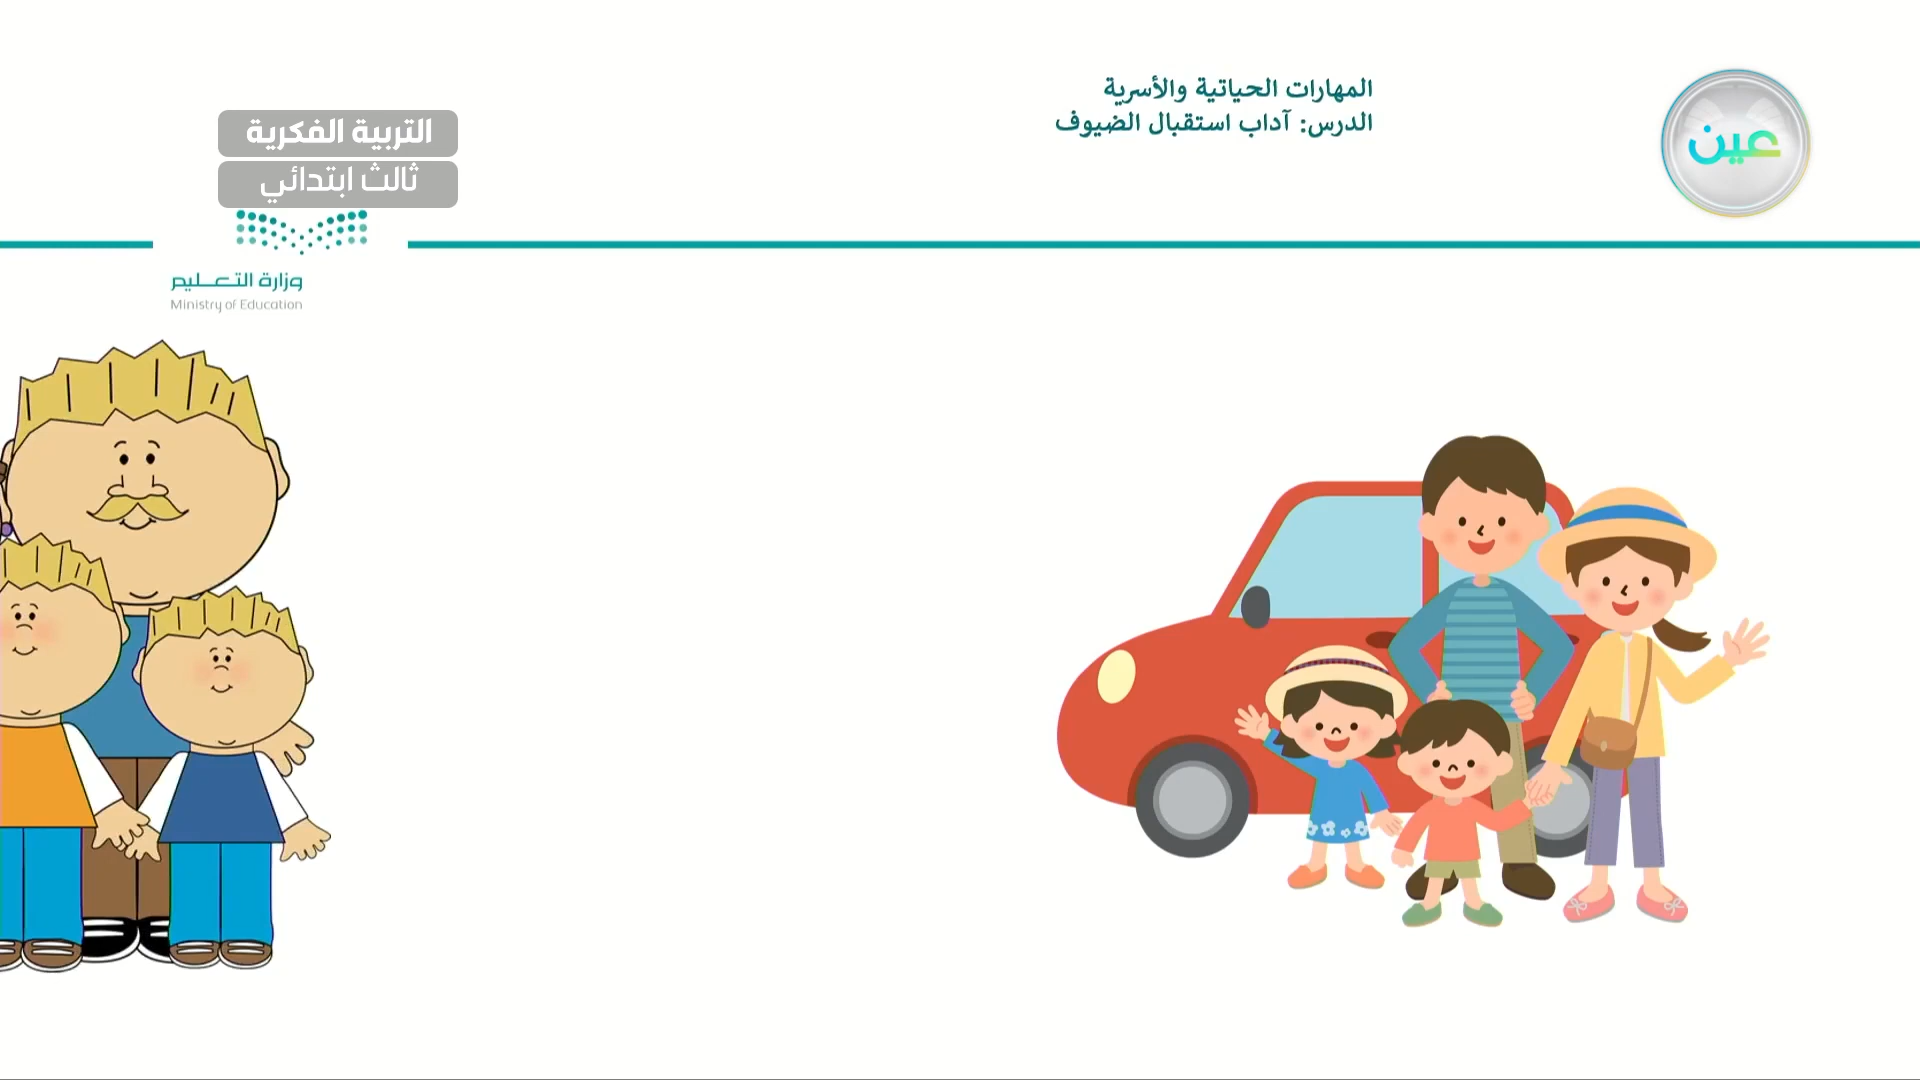 المهارات الحياتية والأسرية
الدرس: آداب استقبال الضيوف
عين
التربية الفكرية
ثالث ابتدائي
وزارة التعليم
Ministry of Education